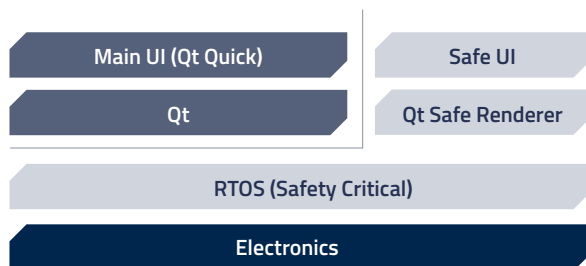 Main UI (Qt Quick)
Safe UI
Qt
Qt Safe Renderer
RTOS (Safety Critical)
Electronics